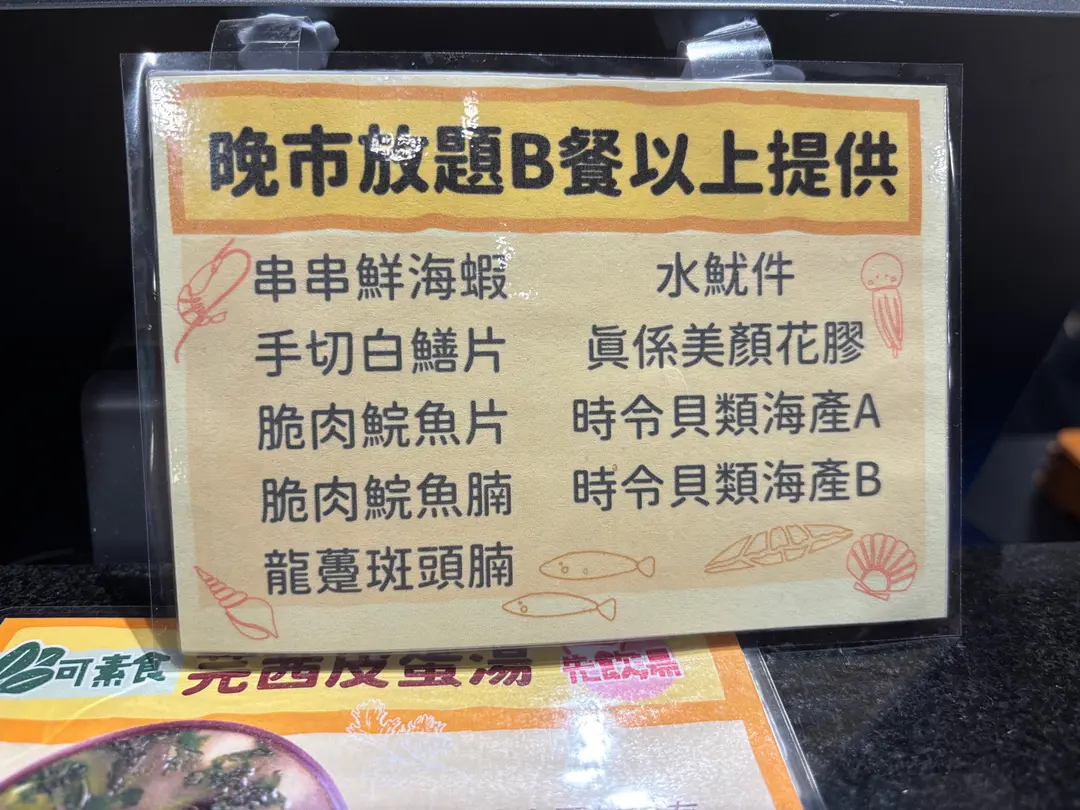 晚市放題B餐以上提供
串串鮮海蝦
手切白鱔片
脆肉鯇魚片
脆肉鯇魚腩
龍躉斑頭腩
水魷件
眞係美顏花膠
時令貝類海產A
時令貝類海產B
可素食
芫茜皮蛋湯